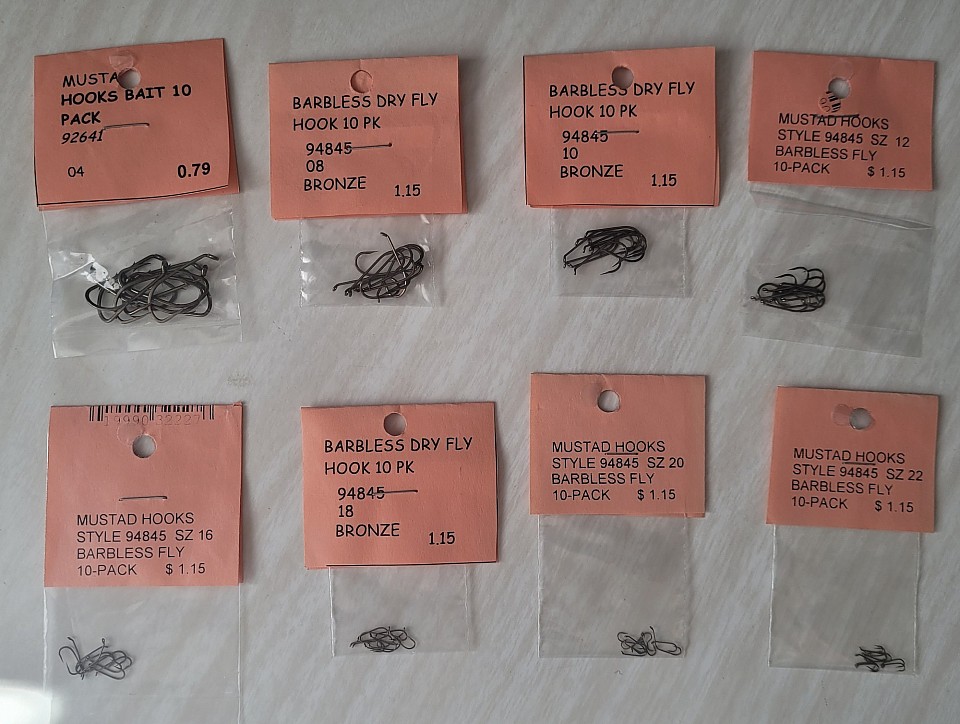 MUSTA
HOOKS BAIT 10
PACK
92641
04 0.79
BARBLESS DRY FLY
HOOK 10 PK
94845
08
BRONZE 1.15
BARBLESS DRY FLY
HOOK 10 PK
94845
10
BRONZE 1.15
MUSTAD HOOKS
STYLE 94845 SZ 12
BARBLESS FLY
10-PACK $ 1.15
19990 32227
MUSTAD HOOKS
STYLE 94845 SZ 16
BARBLESS FLY
10-PACK $ 1.15
BARBLESS DRY FLY
HOOK 10 PK
94845
18
BRONZE 1.15
MUSTAD HOOKS
STYLE 94845 SZ 20
BARBLESS FLY
10-PACK $ 1.15
MUSTAD HOOKS
STYLE 94845 SZ 22
BARBLESS FLY
10-PACK $ 1.15